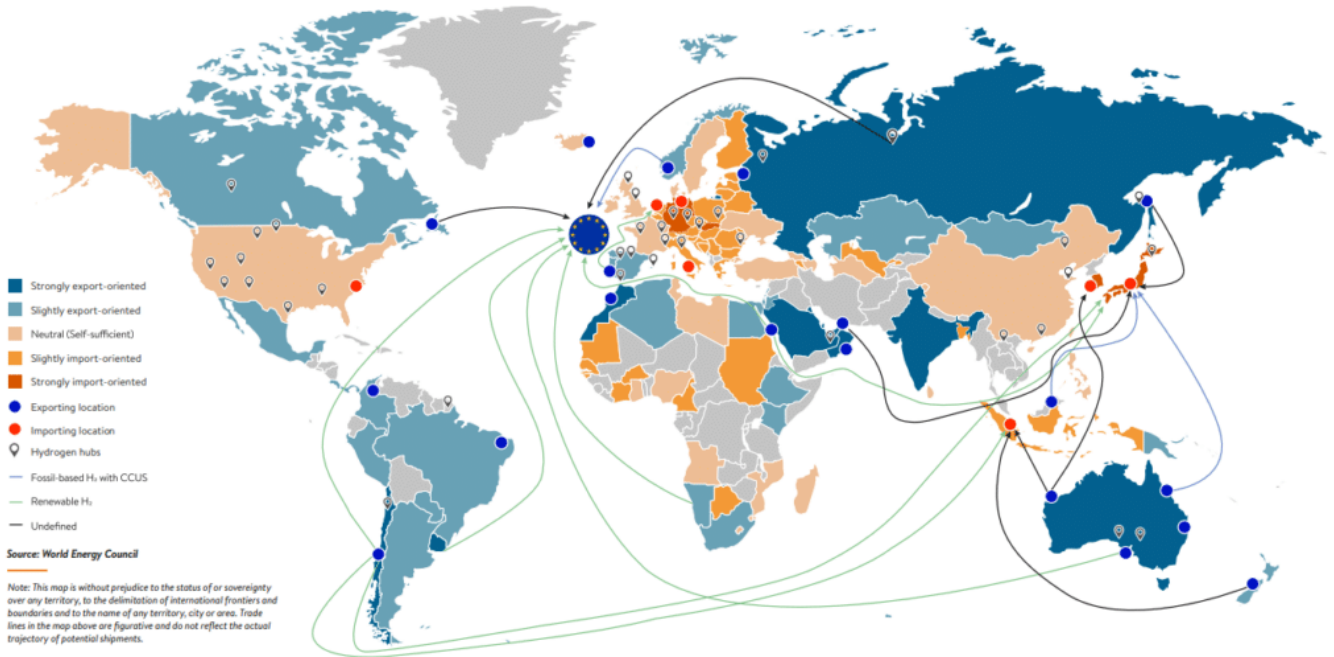 Strongly export-oriented
Slightly export-oriented
Neutral (Self-sufficient)
Slightly import-oriented
Strongly import-oriented
Exporting location
Importing location
Hydrogen hubs
Fossil-based H₂ with CCUS
Renewable H₂
Undefined
Source: World Energy Council
Note: This map is without prejudice to the status of or sovereignty
over any territory, to the delimitation of international frontiers and
boundaries and to the name of any territory, city or area. Trade
lines in the map above are figurative and do not reflect the actual
trajectory of potential shipments.